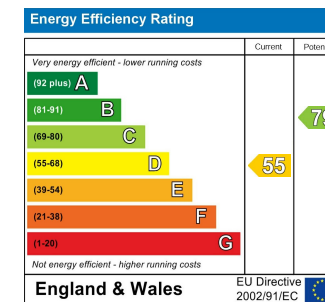 Energy Efficiency Rating
Current
Very energy efficient - lower running costs
(92 plus) A
(81-91) B
79
(69-80) C
(55-68) D
55
(39-54) E
(21-38) F
(1-20) G
Not energy efficient - higher running costs
England & Wales
EU Directive
2002/91/EC